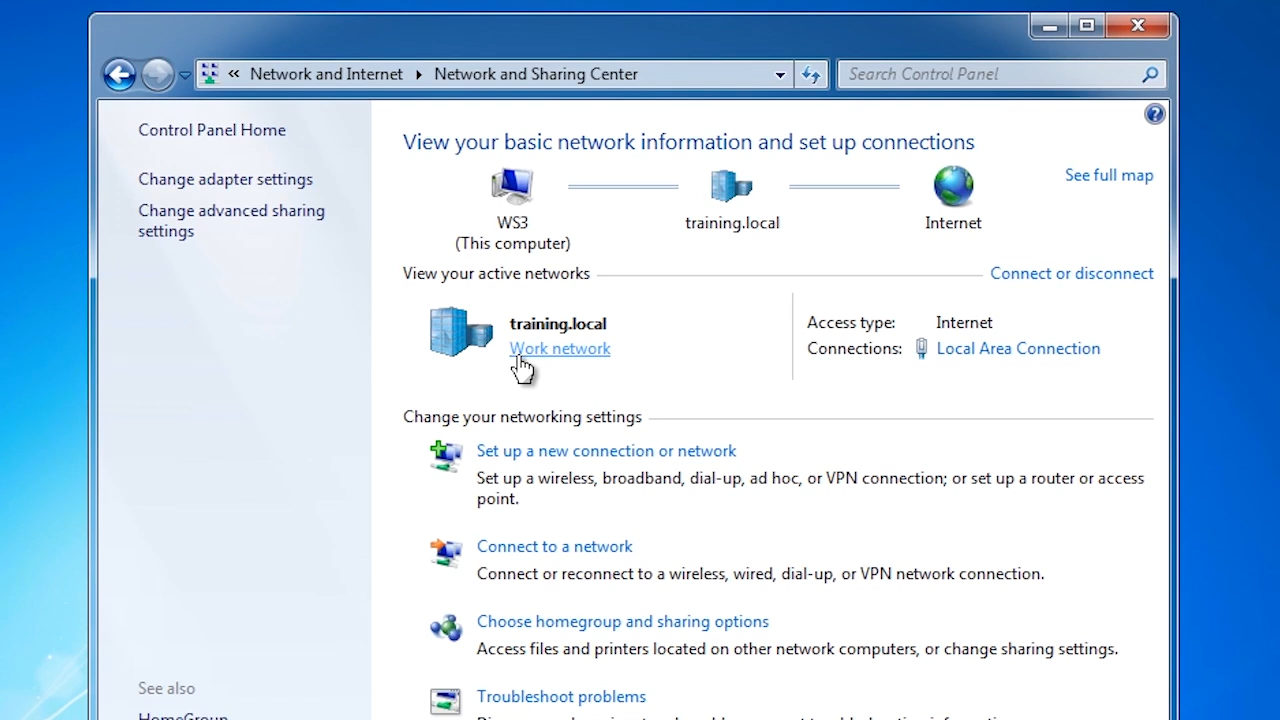 « Network and Internet ▸ Network and Sharing Center
Search Control Panel
Control Panel Home
Change adapter settings
Change advanced sharing
settings
See also
HomeGroup
View your basic network information and set up connections
See full map
WS3
(This computer)
training.local
Internet
View your active networks
Connect or disconnect
training.local
Work network
Access type: Internet
Connections: Local Area Connection
Change your networking settings
Set up a new connection or network
Set up a wireless, broadband, dial-up, ad hoc, or VPN connection; or set up a router or access
point.
Connect to a network
Connect or reconnect to a wireless, wired, dial-up, or VPN network connection.
Choose homegroup and sharing options
Access files and printers located on other network computers, or change sharing settings.
Troubleshoot problems